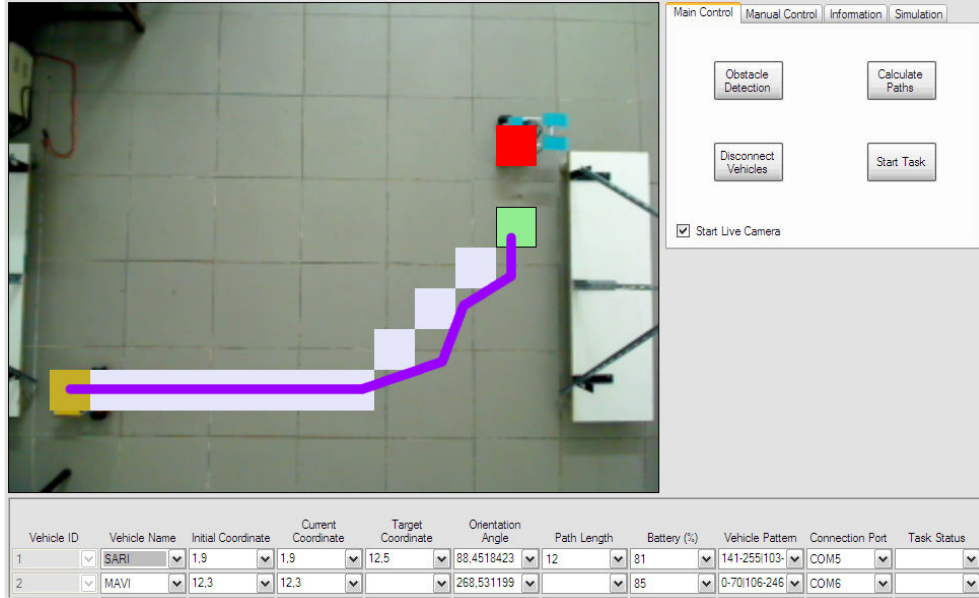 Main Control Manual Control Information Simulation
Obstacle
Detection
Calculate
Paths
Disconnect
Vehicles
Start Task
Start Live Camera
Vehicle ID Vehicle Name Initial Coordinate Current
Coordinate Target
Coordinate Orientation
Angle Path Length Battery (%) Vehicle Pattern Connection Port Task Status
1 SARI 1,9 1,9 12,5 88,4518423 12 81 141-255|103- COM5
2 MAVI 12,3 12,3 268,531199 85 0-70|106-246 COM6